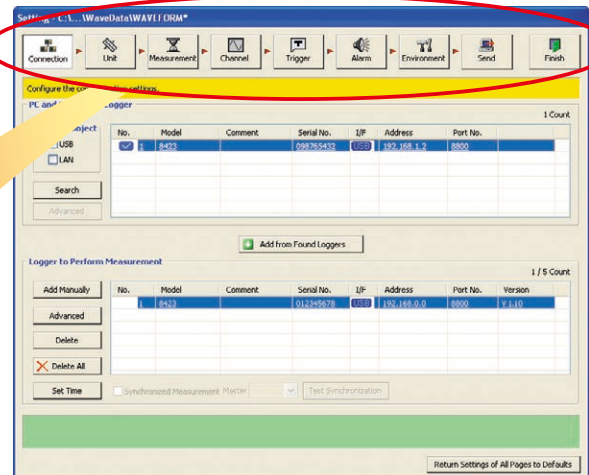 Setting - C:\...\WaveData\WAVEFORM*
Connection Unit Measurement Channel Trigger Alarm Environment Send Finish
Configure the settings.
PC and Logger
1 Count
USB
LAN
Search
Advanced
No. Model Comment Serial No. I/F Address Port No.
1 8423 098765432 USB 192.168.1.2 8800
Add from Found Loggers
Logger to Perform Measurement
1 / 5 Count
Add Manually
Advanced
Delete
Delete All
Set Time
No. Model Comment Serial No. I/F Address Port No. Version
1 8423 012345678 USB 192.168.0.0 8800 V 1.10
Synchronized Measurement Master Test Synchronization
Return Settings of All Pages to Defaults